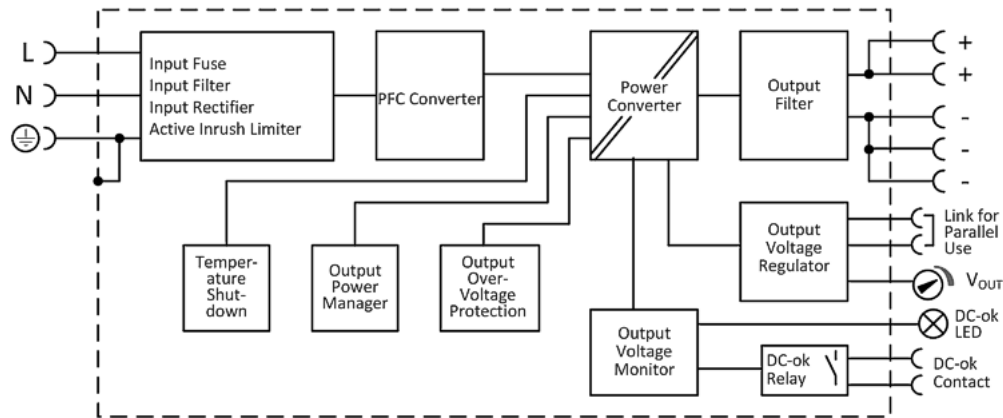 L
N
Input Fuse
Input Filter
Input Rectifier
Active Inrush Limiter
PFC Converter
Power
Converter
Output
Filter
+
+
-
-
-
Temper-
ature
Shut-
down
Output
Power
Manager
Output
Over-
Voltage
Protection
Output
Voltage
Regulator
Link for
Parallel
Use
VOUT
Output
Voltage
Monitor
DC-ok
LED
DC-ok
Relay
DC-ok
Contact